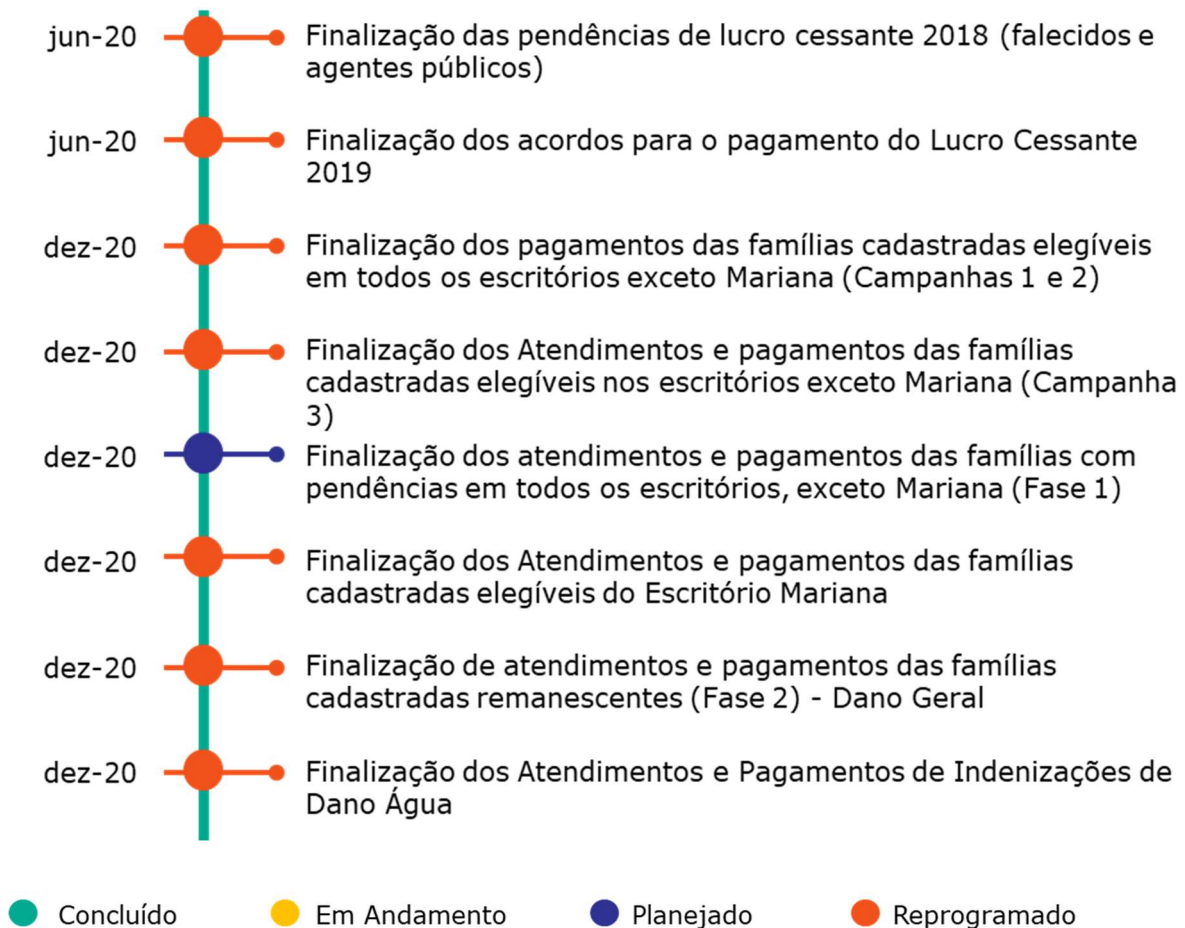 jun-20 Finalização das pendências de lucro cessante 2018 (falecidos e
agentes públicos)
jun-20 Finalização dos acordos para o pagamento do Lucro Cessante
2019
dez-20 Finalização dos pagamentos das famílias cadastradas elegíveis
em todos os escritórios exceto Mariana (Campanhas 1 e 2)
dez-20 Finalização dos Atendimentos e pagamentos das famílias
cadastradas elegíveis nos escritórios exceto Mariana (Campanha
3)
dez-20 Finalização dos atendimentos e pagamentos das famílias com
pendências em todos os escritórios, exceto Mariana (Fase 1)
dez-20 Finalização dos Atendimentos e pagamentos das famílias
cadastradas elegíveis do Escritório Mariana
dez-20 Finalização de atendimentos e pagamentos das famílias
cadastradas remanescentes (Fase 2) - Dano Geral
dez-20 Finalização dos Atendimentos e Pagamentos de Indenizações de
Dano Água
Concluído Em Andamento Planejado Reprogramado